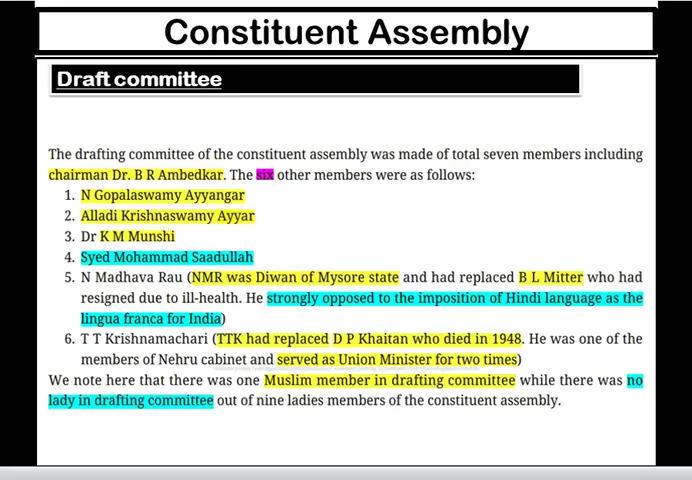 Constituent Assembly
Draft committee
The drafting committee of the constituent assembly was made of total seven members including
chairman Dr. B R Ambedkar. The six other members were as follows:
1. N Gopalaswamy Ayyangar
2. Alladi Krishnaswamy Ayyar
3. Dr K M Munshi
4. Syed Mohammad Saadullah
5. N Madhava Rau (NMR was Diwan of Mysore state and had replaced B L Mitter who had
resigned due to ill-health. He strongly opposed to the imposition of Hindi language as the
lingua franca for India)
6. T T Krishnamachari (TTK had replaced D P Khaitan who died in 1948. He was one of the
members of Nehru cabinet and served as Union Minister for two times)
We note here that there was one Muslim member in drafting committee while there was no
lady in drafting committee out of nine ladies members of the constituent assembly.